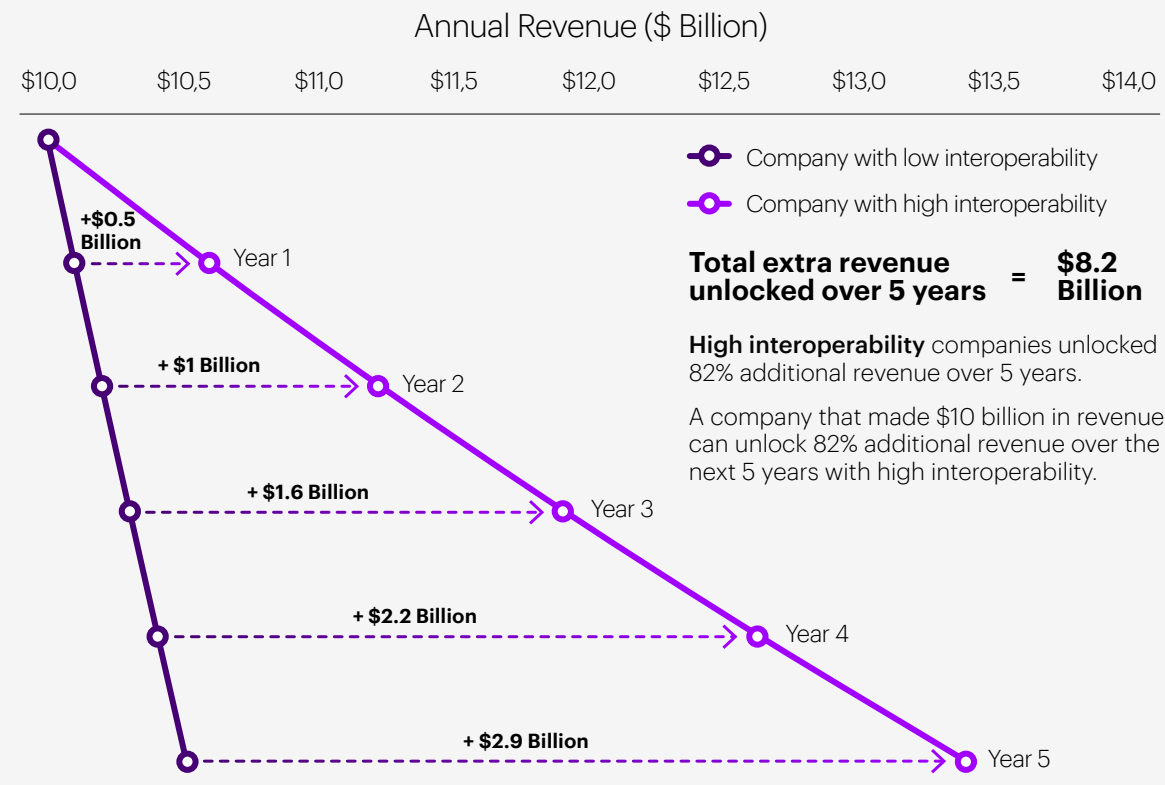 Annual Revenue ($ Billion)
$10,0 $10,5 $11,0 $11,5 $12,0 $12,5 $13,0 $13,5 $14,0
Company with low interoperability
Company with high interoperability
+$0.5
Billion
Year 1
Total extra revenue
unlocked over 5 years
=
$8.2
Billion
High interoperability companies unlocked
82% additional revenue over 5 years.
+ $1 Billion
Year 2
A company that made $10 billion in revenue
can unlock 82% additional revenue over the
next 5 years with high interoperability.
+ $1.6 Billion
Year 3
+ $2.2 Billion
Year 4
+ $2.9 Billion
Year 5